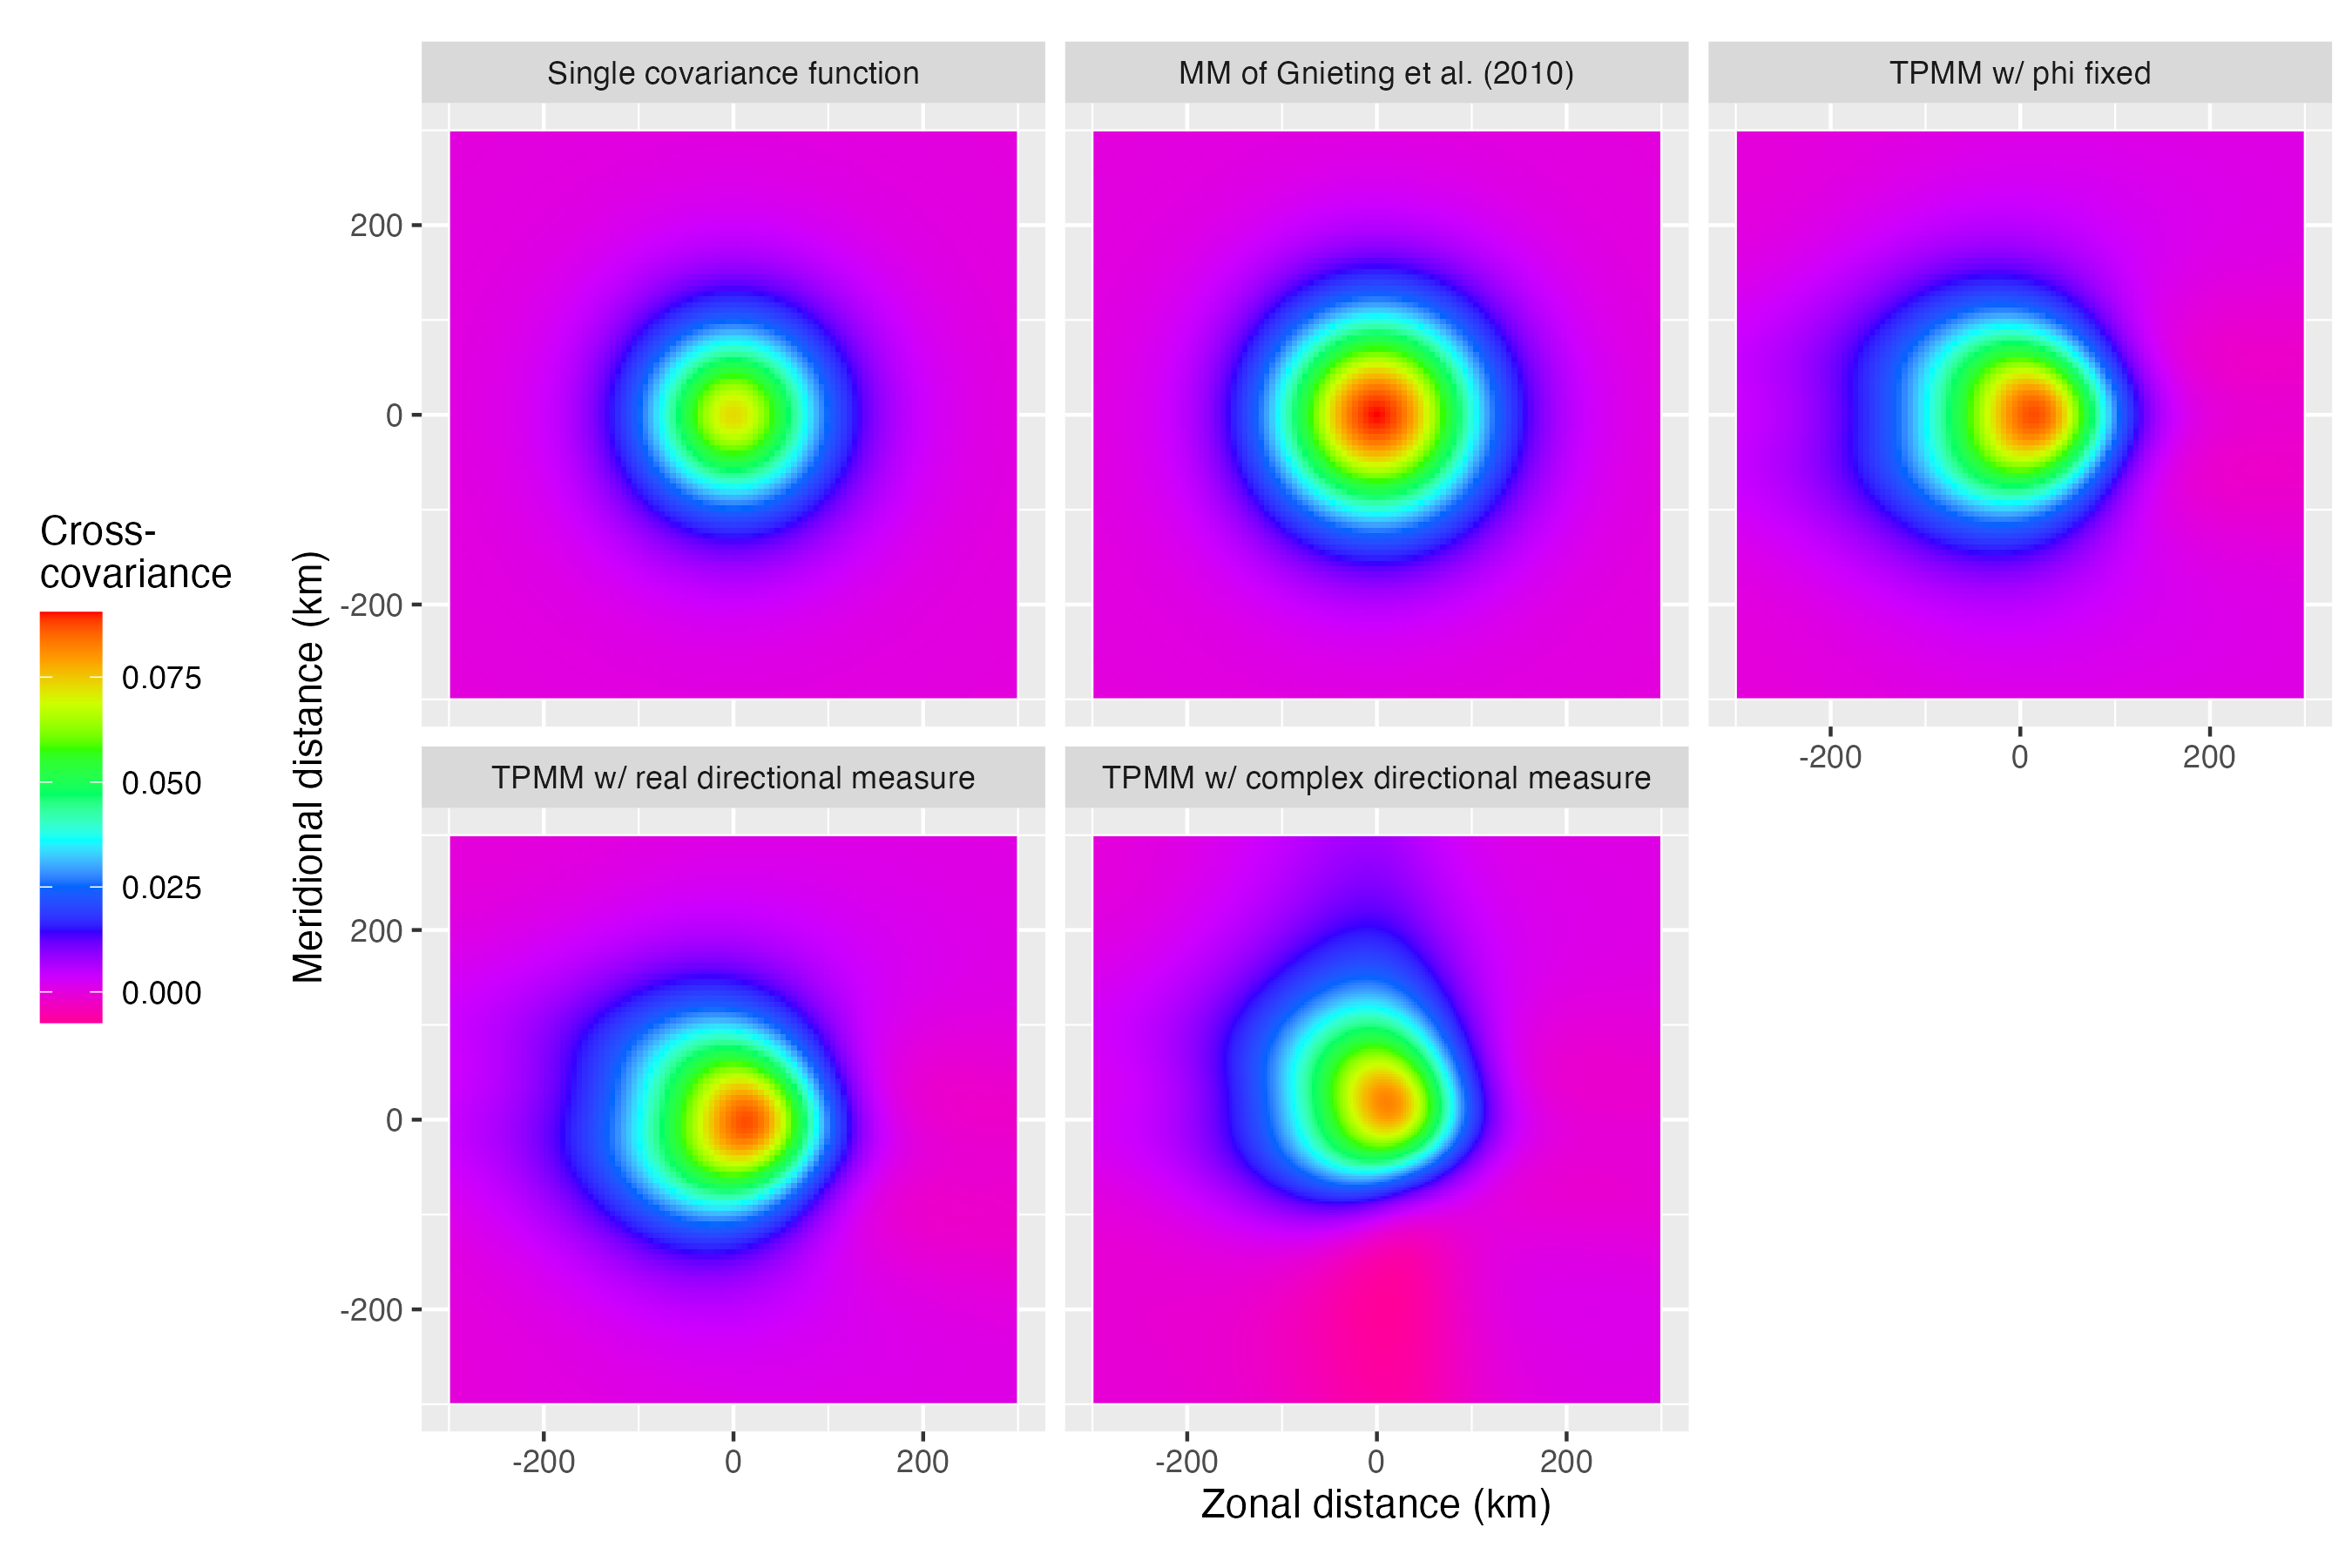 Single covariance function
MM of Gnieting et al. (2010)
TPMM w/ phi fixed
200
0
-200
-200
0
200
Cross-
covariance
0.075
0.050
0.025
0.000
Meridional distance (km)
TPMM w/ real directional measure
TPMM w/ complex directional measure
200
0
-200
-200
0
200
-200
0
200
Zonal distance (km)